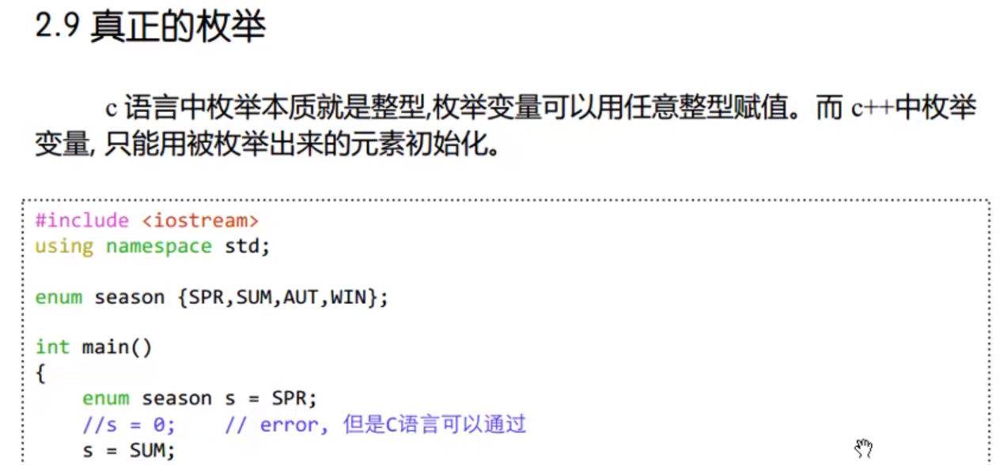 2.9 真正的枚举
c 语言中枚举本质就是整型,枚举变量可以用任意整型赋值。而 c++中枚举
变量, 只能用被枚举出来的元素初始化。
#include <iostream>
using namespace std;
enum season {SPR,SUM,AUT,WIN};
int main()
{
enum season s = SPR;
//s = 0; // error, 但是C语言可以通过
s = SUM;